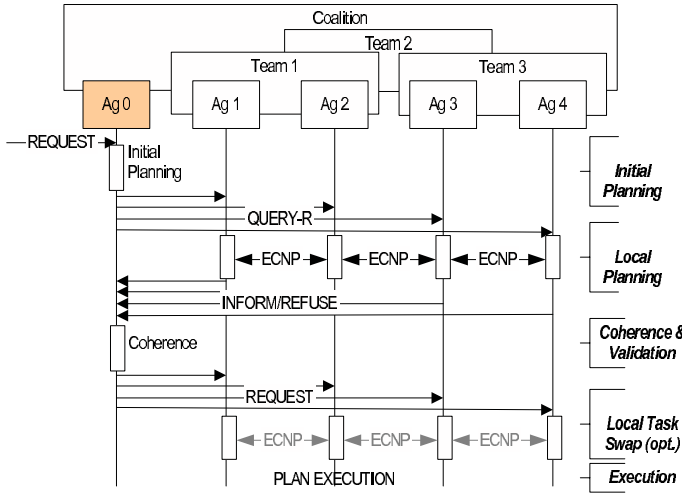 Coalition
Team 2
Team 1
Team 3
Ag 0
Ag 1
Ag 2
Ag 3
Ag 4
REQUEST
Initial
Planning
Initial
Planning
QUERY-R
ECNP
ECNP
ECNP
Local
Planning
INFORM/REFUSE
Coherence
Coherence &
Validation
REQUEST
ECNP
ECNP
ECNP
Local Task
Swap (opt.)
PLAN EXECUTION
Execution